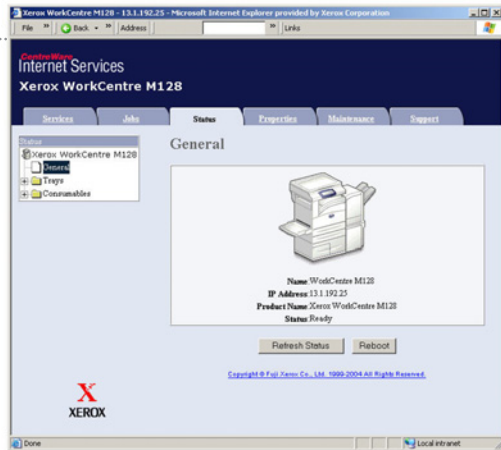 Xerox WorkCentre M128 - 13.1.192.25 - Microsoft Internet Explorer provided by Xerox Corporation
File » Back » Address » Links
CentreWare
Internet Services
Xerox WorkCentre M128
Services Jobs Status Properties Maintenance Support
Status
Xerox WorkCentre M128
General
Trays
Consumables
General
Name:WorkCentre M128
IP Address:13.1.192.25
Product Name:Xerox WorkCentre M128
Status:Ready
Refresh Status Reboot
Copyright © Fuji Xerox Co., Ltd. 1999-2004 All Rights Reserved.
X
XEROX
Done Local intranet